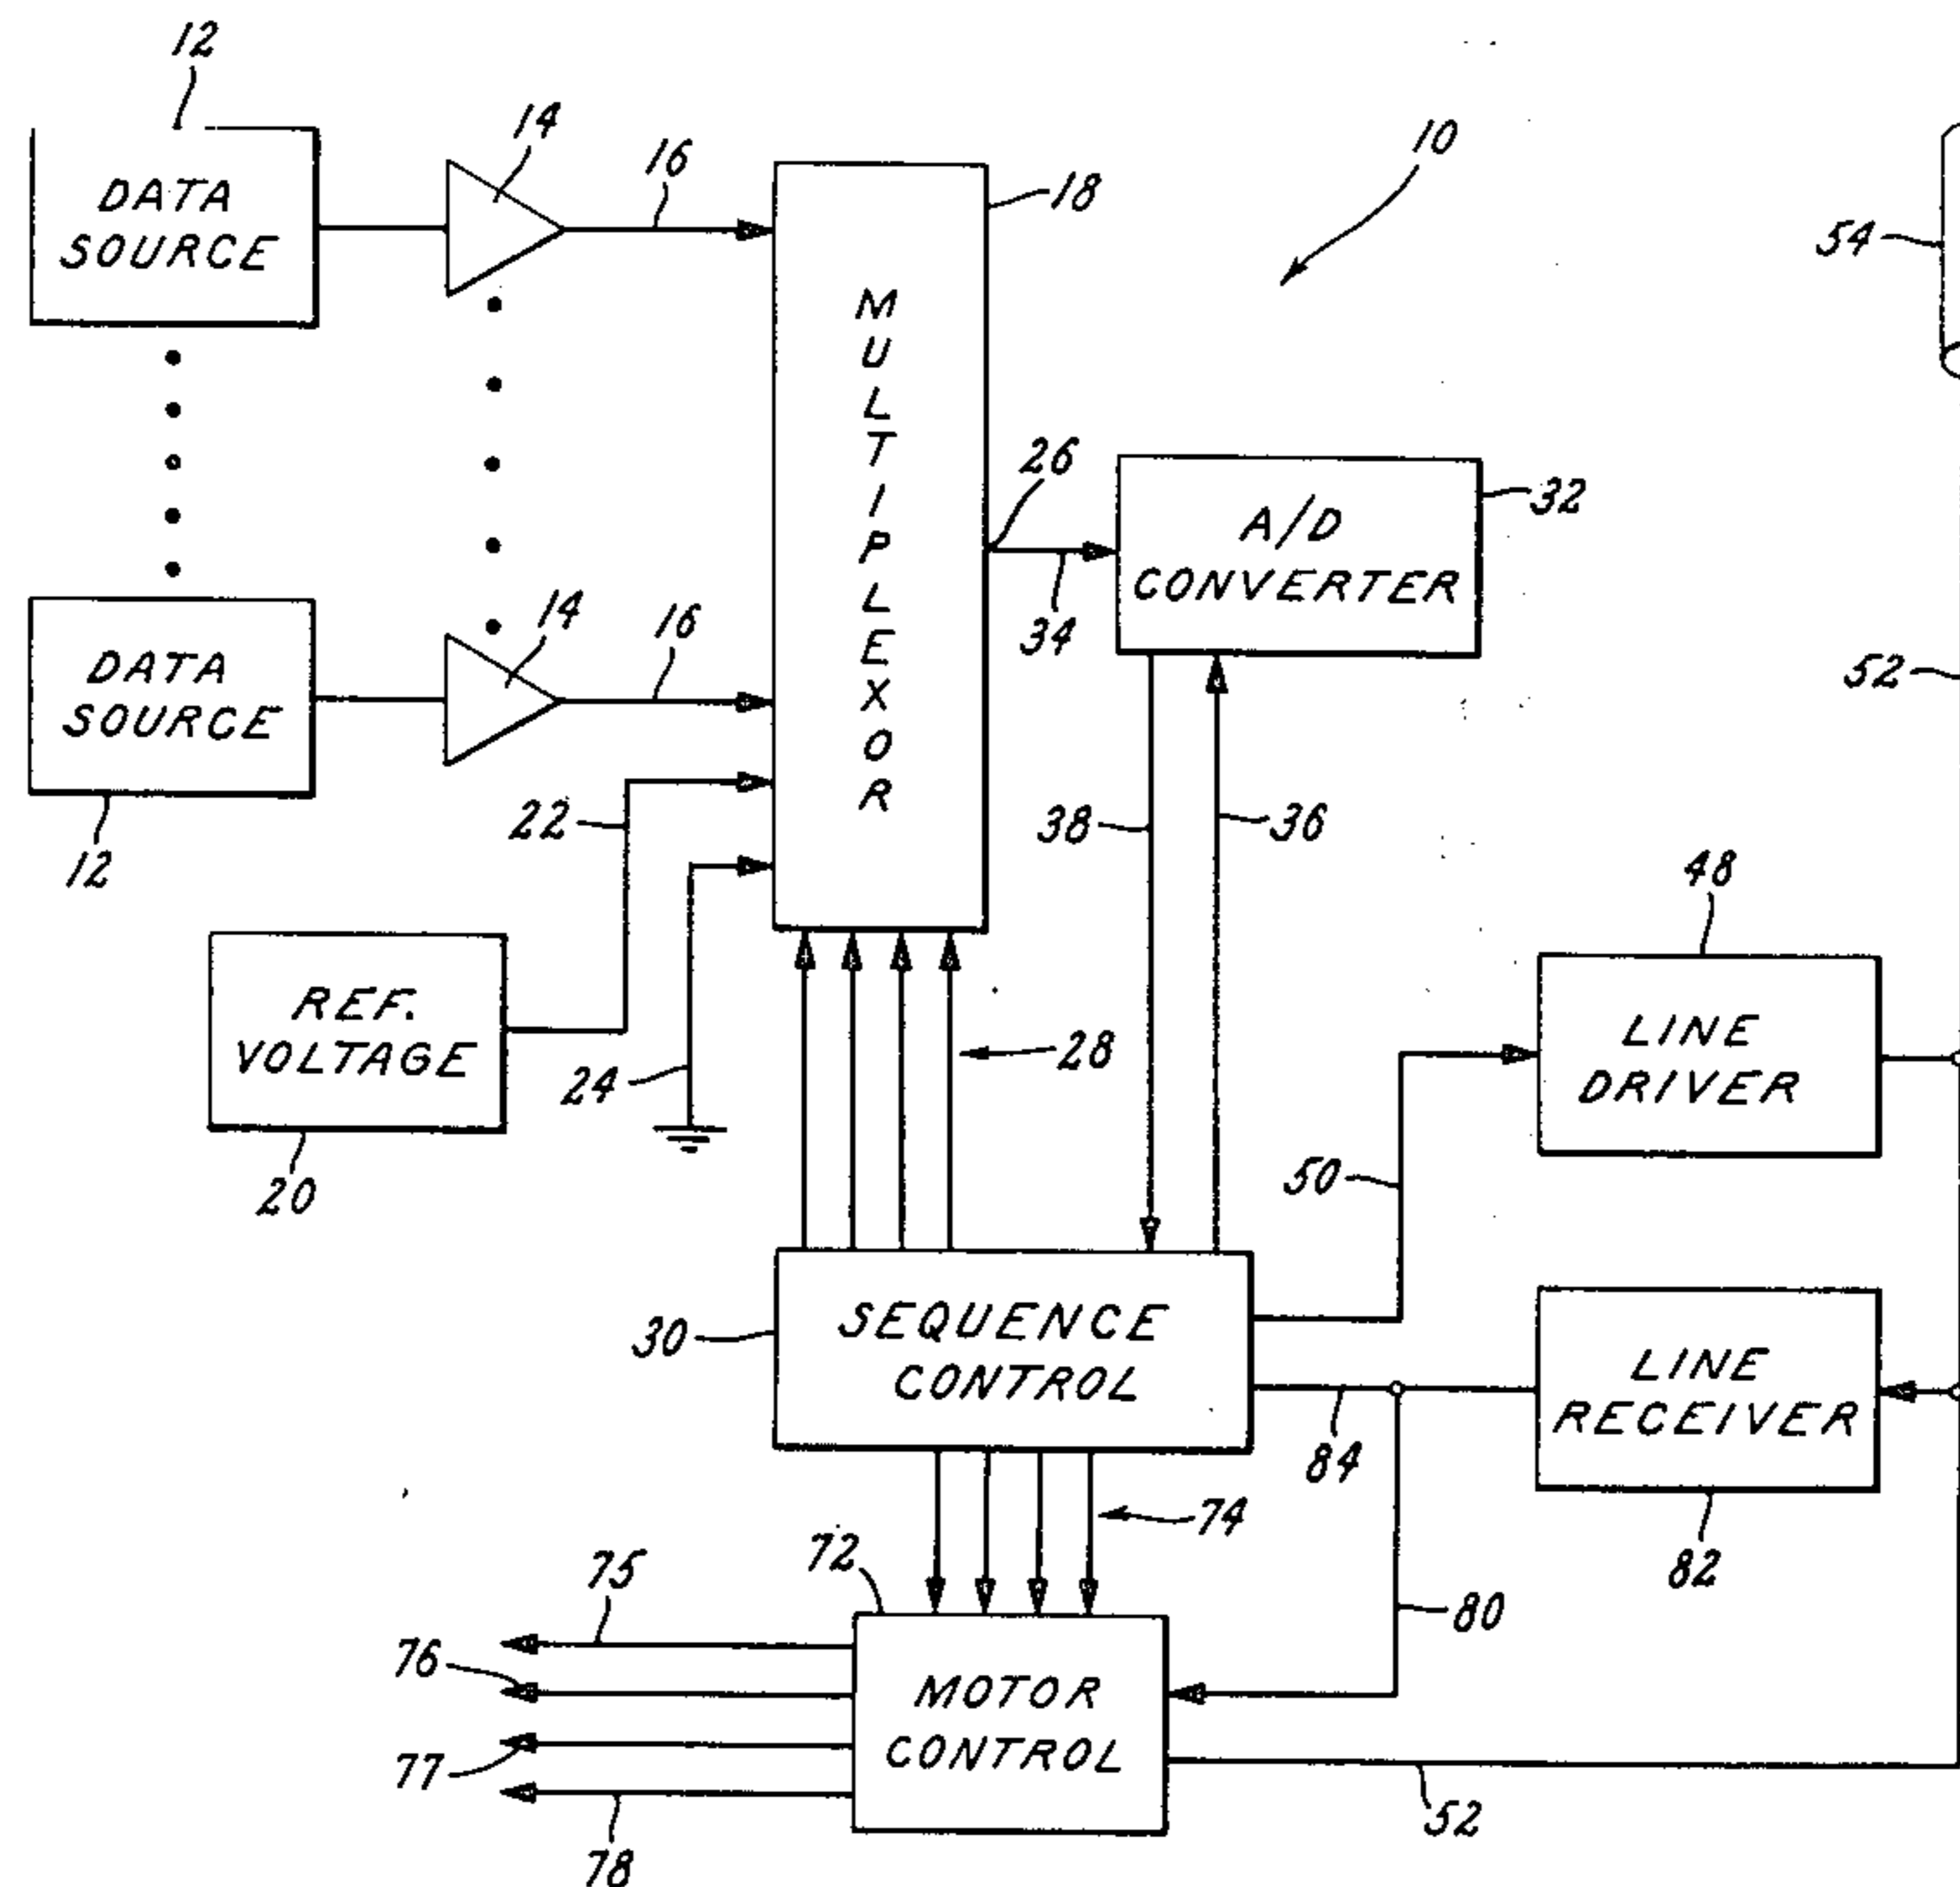 12
14
16
10
18
54
DATA
SOURCE
MULTIPLEXOR
26
32
A/D
CONVERTER
34
14
16
DATA
SOURCE
52
22
38
36
12
48
REF.
VOLTAGE
28
LINE
DRIVER
24
50
20
30
SEQUENCE
CONTROL
LINE
RECEIVER
84
74
72
82
75
80
76
MOTOR
CONTROL
77
52
78